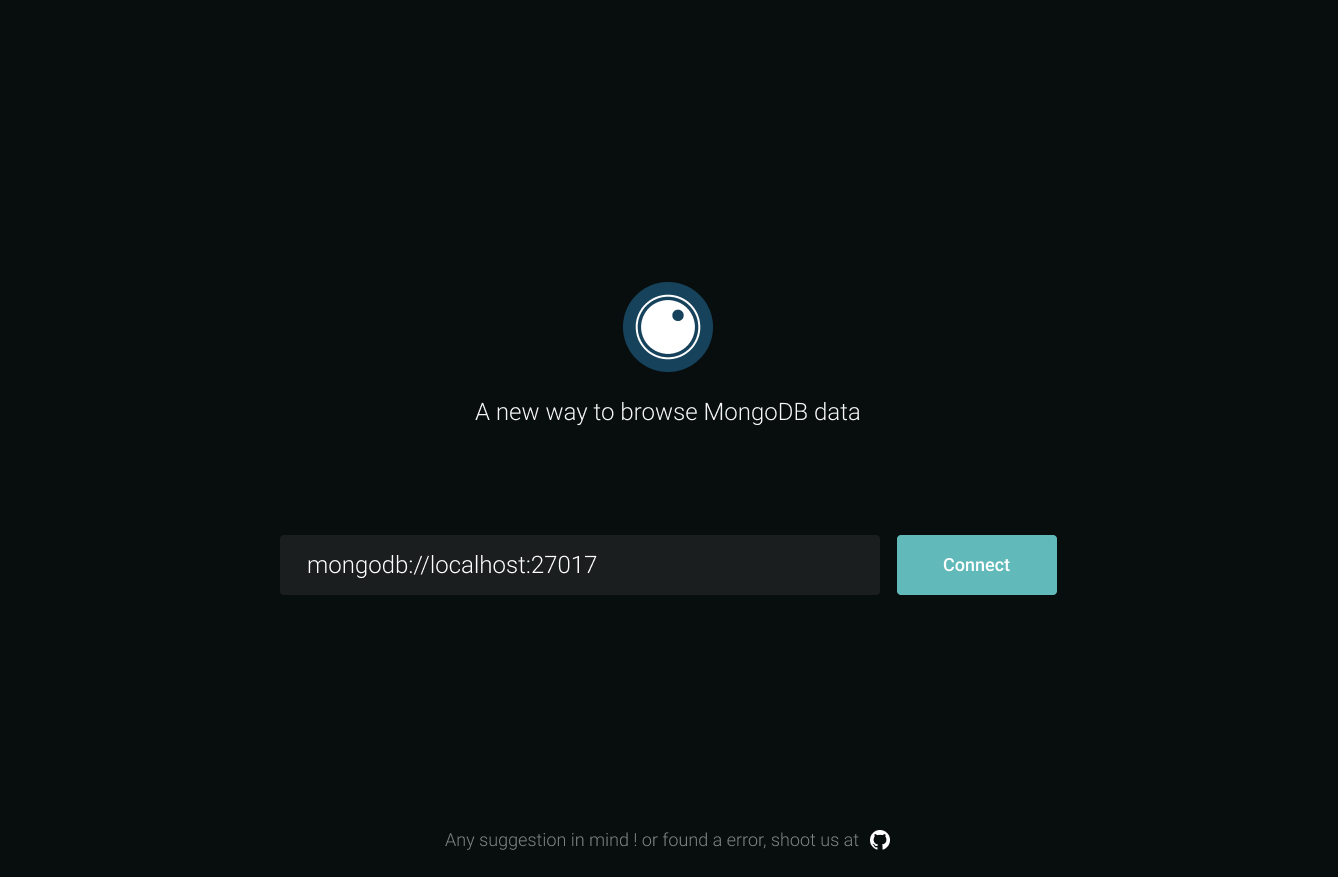 A new way to browse MongoDB data
mongodb://localhost:27017
Connect
Any suggestion in mind ! or found a error, shoot us at